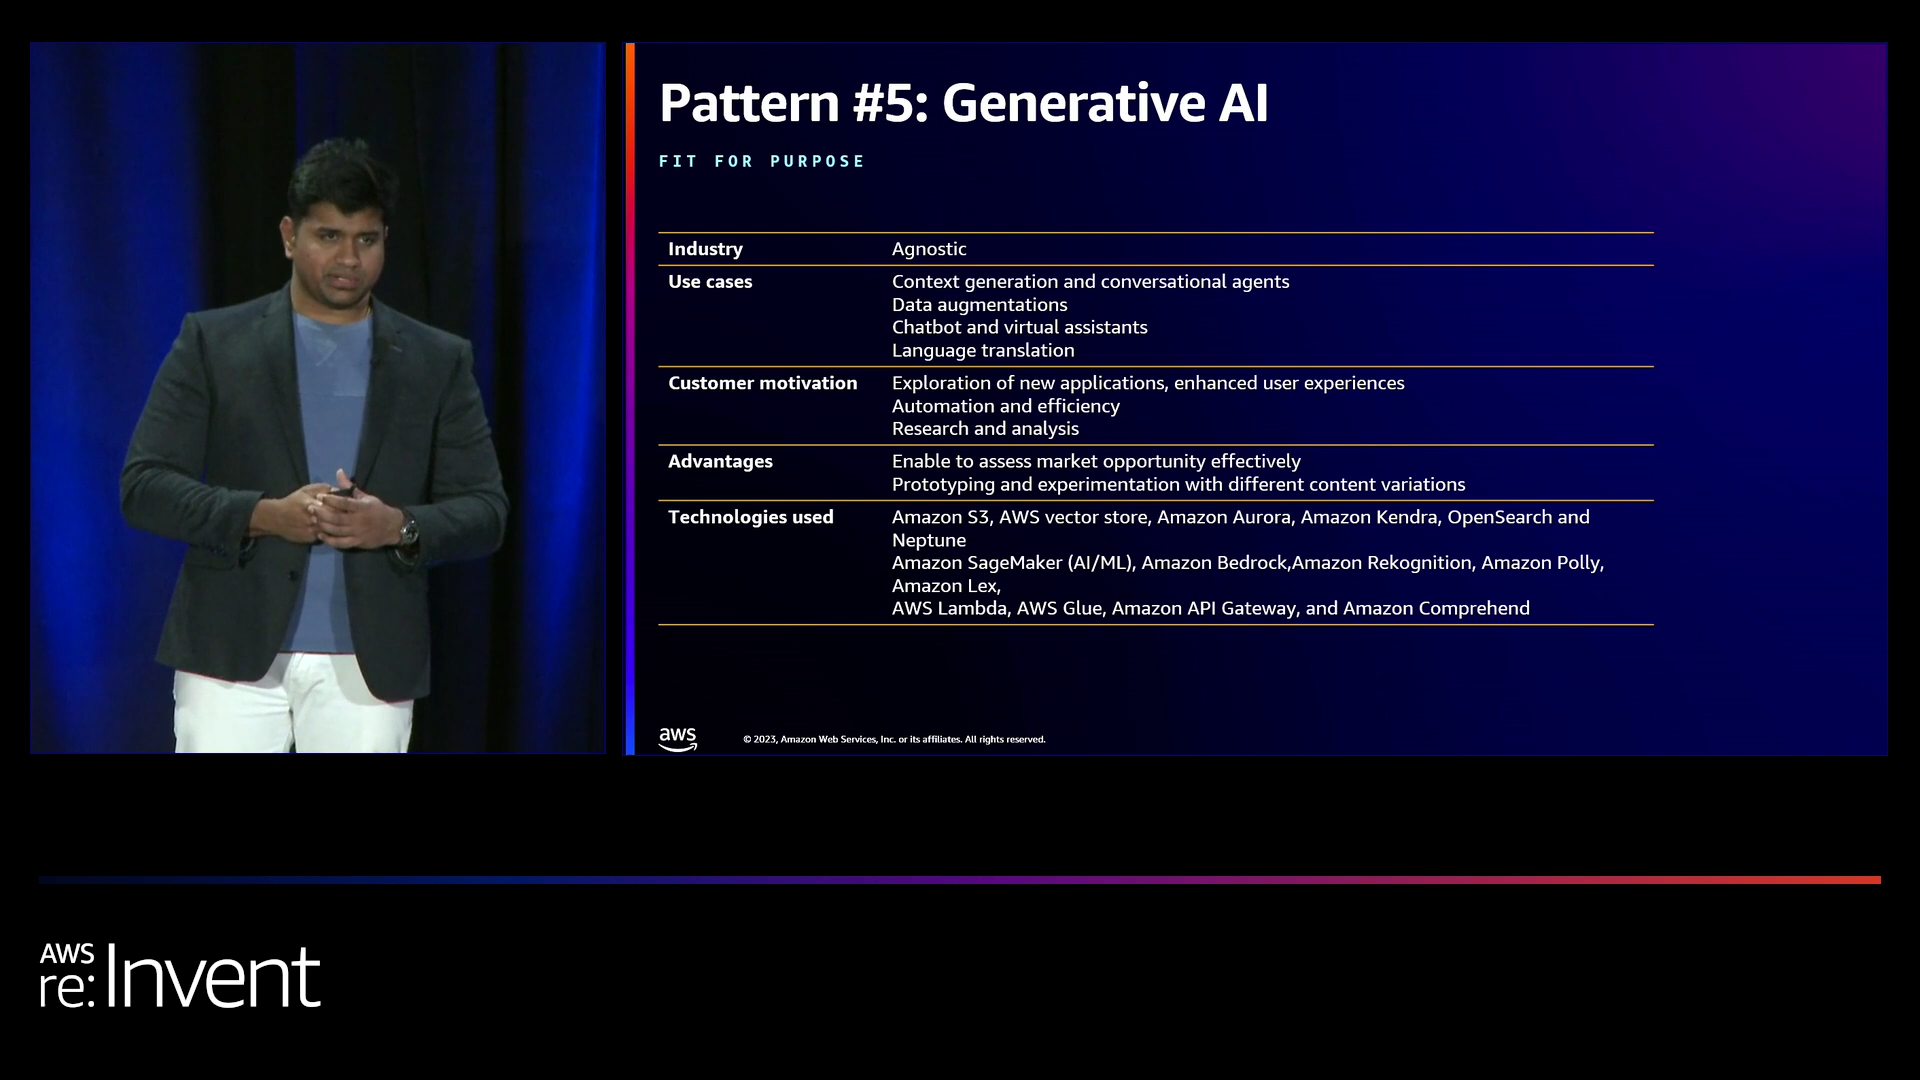 Pattern #5: Generative AI
FIT FOR PURPOSE
Industry Agnostic
Use cases Context generation and conversational agents
Data augmentations
Chatbot and virtual assistants
Language translation
Customer motivation Exploration of new applications, enhanced user experiences
Automation and efficiency
Research and analysis
Advantages Enable to assess market opportunity effectively
Prototyping and experimentation with different content variations
Technologies used Amazon S3, AWS vector store, Amazon Aurora, Amazon Kendra, OpenSearch and
Neptune
Amazon SageMaker (AI/ML), Amazon Bedrock,Amazon Rekognition, Amazon Polly,
Amazon Lex,
AWS Lambda, AWS Glue, Amazon API Gateway, and Amazon Comprehend
aws © 2023, Amazon Web Services, Inc. or its affiliates. All rights reserved.
AWS
re:Invent